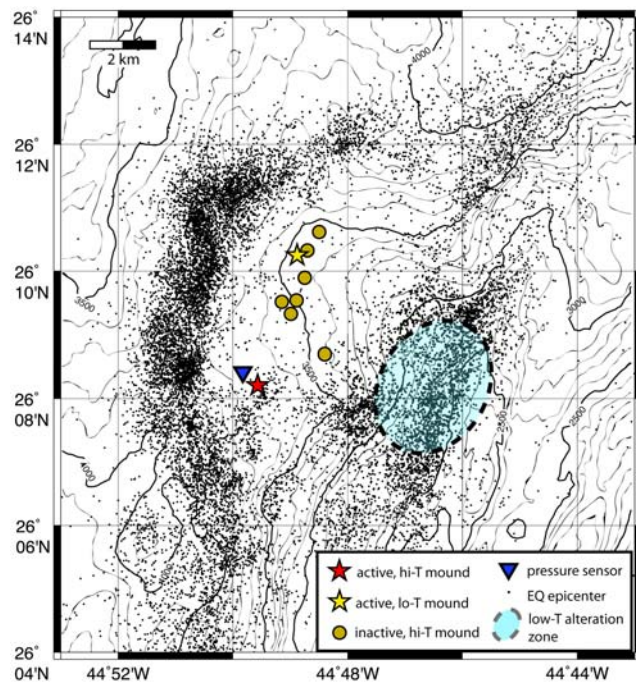 26°
14'N
2 km
26°
12'N
26°
10'N
26°
08'N
26°
06'N
26°
04'N
4000
3500
3000
4000
active, hi-T mound
pressure sensor
active, lo-T mound
EQ epicenter
inactive, hi-T mound
low-T alteration
zone
44°52'W
44°48'W
44°44'W